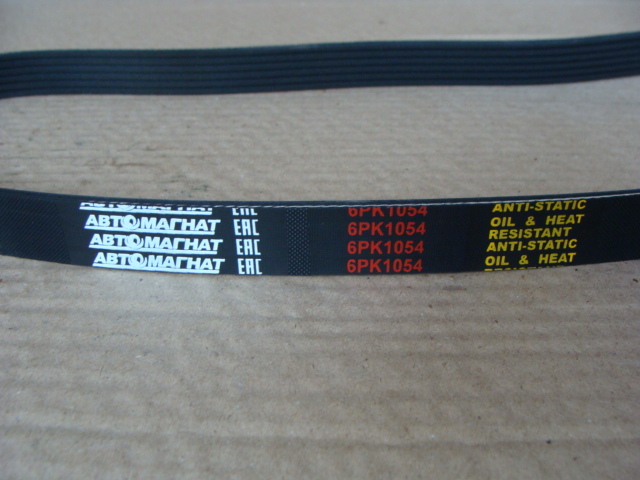 АВТОМАГНАТ EAC 6PK1054 ANTI-STATIC
АВТОМАГНАТ EAC 6PK1054 OIL & HEAT
RESISTANT
АВТОМАГНАТ EAC 6PK1054 ANTI-STATIC
АВТОМАГНАТ EAC 6PK1054 OIL & HEAT